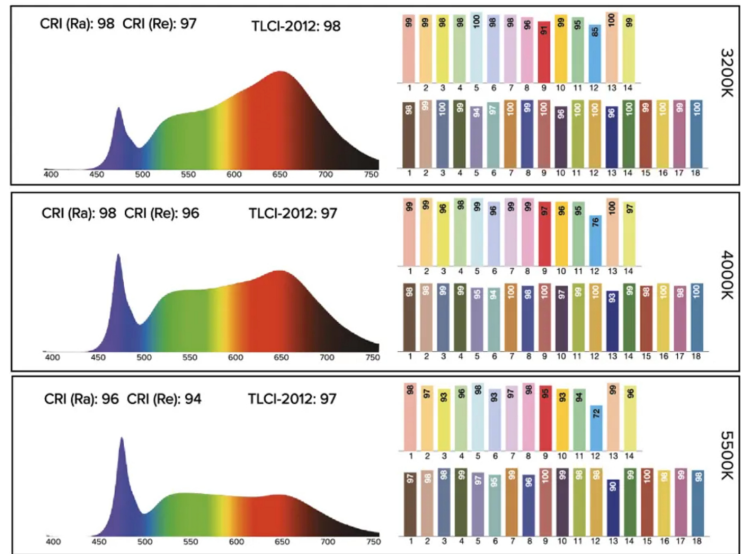 CRI (Ra): 98 CRI (Re): 97 TLCI-2012: 98
99 99 98 98 100 98 98 96 91 99 95 85 100 99
1 2 3 4 5 6 7 8 9 10 11 12 13 14
98 99 100 99 94 97 100 99 100 96 100 100 96 100 99 100 99 100
1 2 3 4 5 6 7 8 9 10 11 12 13 14 15 16 17 18
400 450 500 550 600 650 700 750
3200K
CRI (Ra): 98 CRI (Re): 96 TLCI-2012: 97
99 99 96 98 99 96 99 99 97 96 95 76 100 97
1 2 3 4 5 6 7 8 9 10 11 12 13 14
98 98 99 99 95 94 100 98 100 97 99 100 93 99 98 100 98 100
1 2 3 4 5 6 7 8 9 10 11 12 13 14 15 16 17 18
400 450 500 550 600 650 700 750
4000K
CRI (Ra): 96 CRI (Re): 94 TLCI-2012: 97
98 97 93 96 98 93 97 98 95 93 94 72 99 96
1 2 3 4 5 6 7 8 9 10 11 12 13 14
97 98 98 99 97 95 99 96 100 99 98 98 90 99 100 98 99 98
1 2 3 4 5 6 7 8 9 10 11 12 13 14 15 16 17 18
400 450 500 550 600 650 700 750
5500K